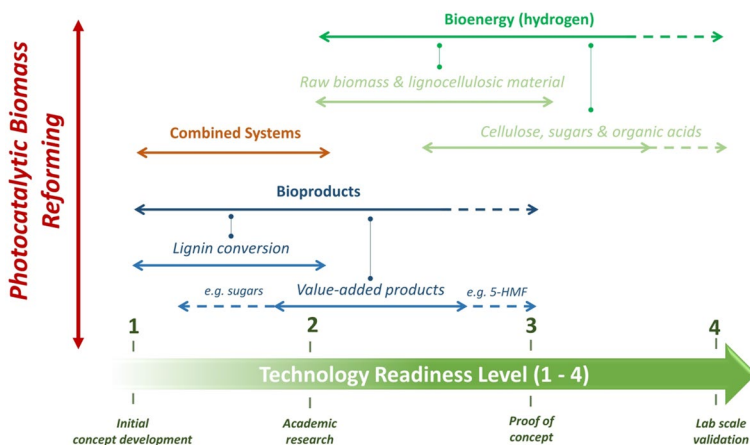 Photocatalytic Biomass
Reforming
Bioenergy (hydrogen)
Raw biomass & lignocellulosic material
Combined Systems
Cellulose, sugars & organic acids
Bioproducts
Lignin conversion
e.g. sugars
Value-added products
e.g. 5-HMF
1
2
3
4
Technology Readiness Level (1 - 4)
Initial
concept development
Academic
research
Proof of
concept
Lab scale
validation